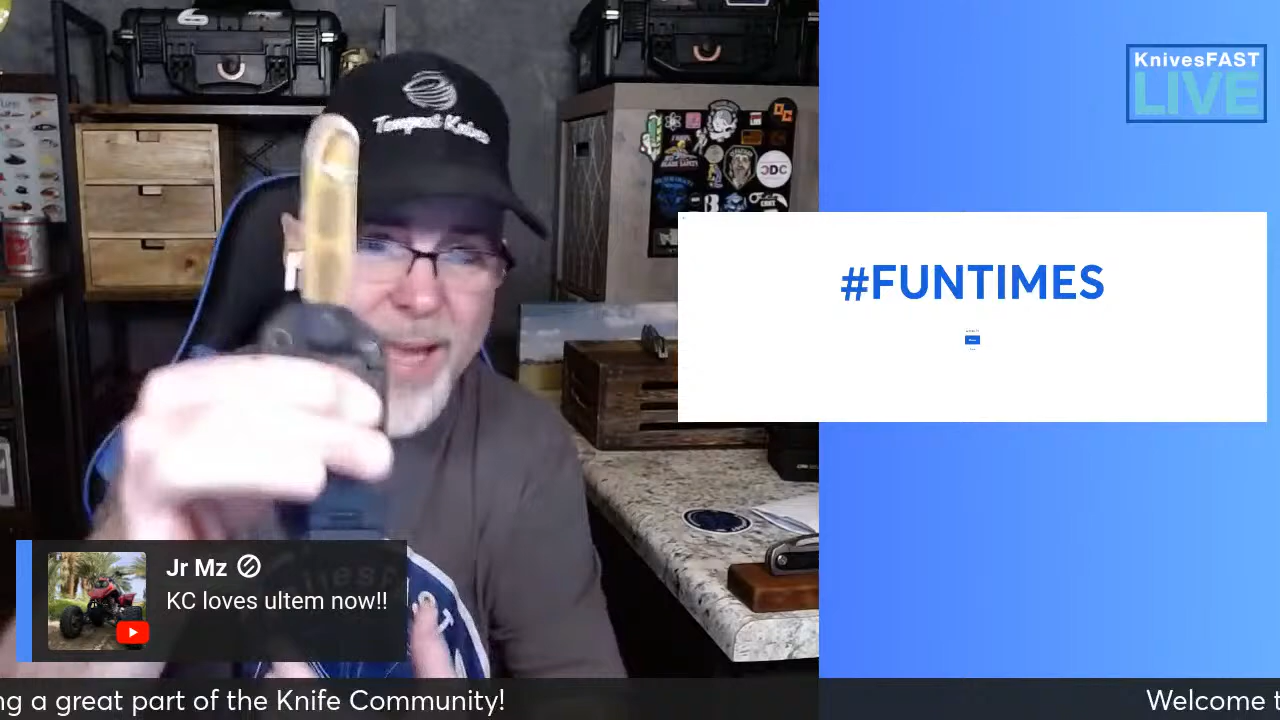 KnivesFAST
LIVE
Tempest Knives
CDC
#FUNTIMES
Jr Mz
KC loves ultem now!!
ng a great part of the Knife Community!
Welcome t